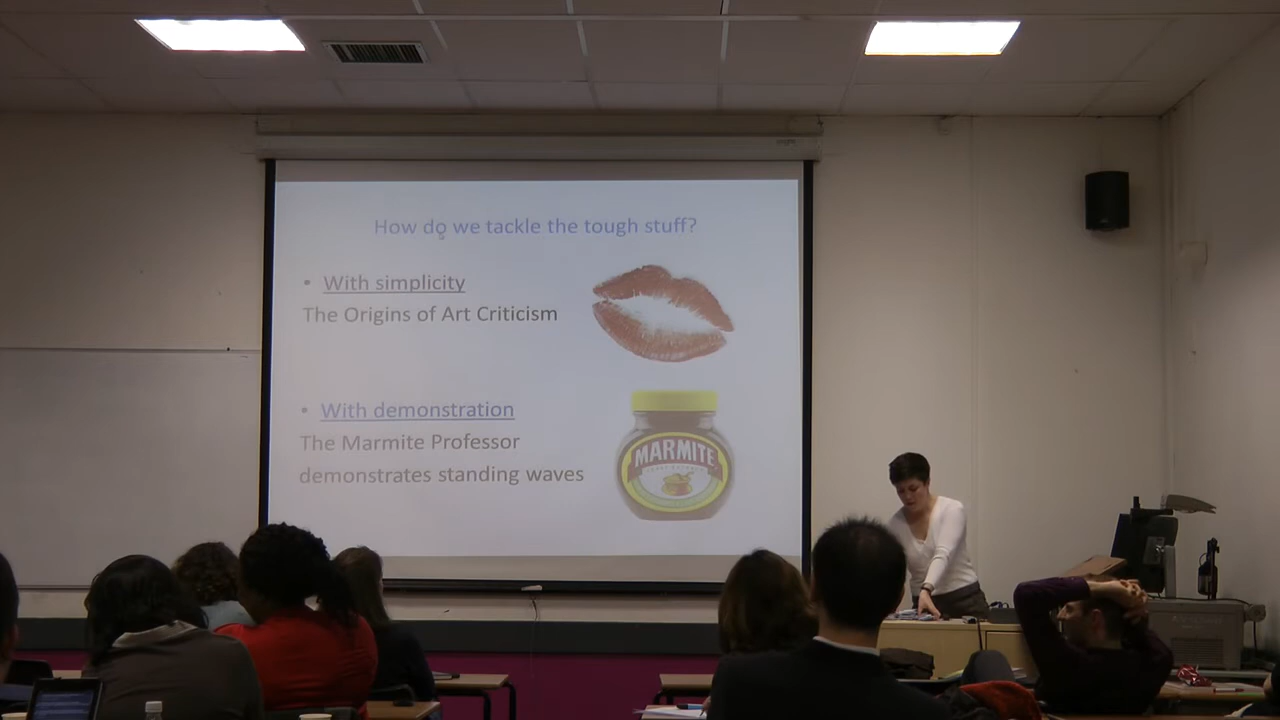 How do we tackle the tough stuff?
• With simplicity
The Origins of Art Criticism
• With demonstration
The Marmite Professor
demonstrates standing waves
MARMITE